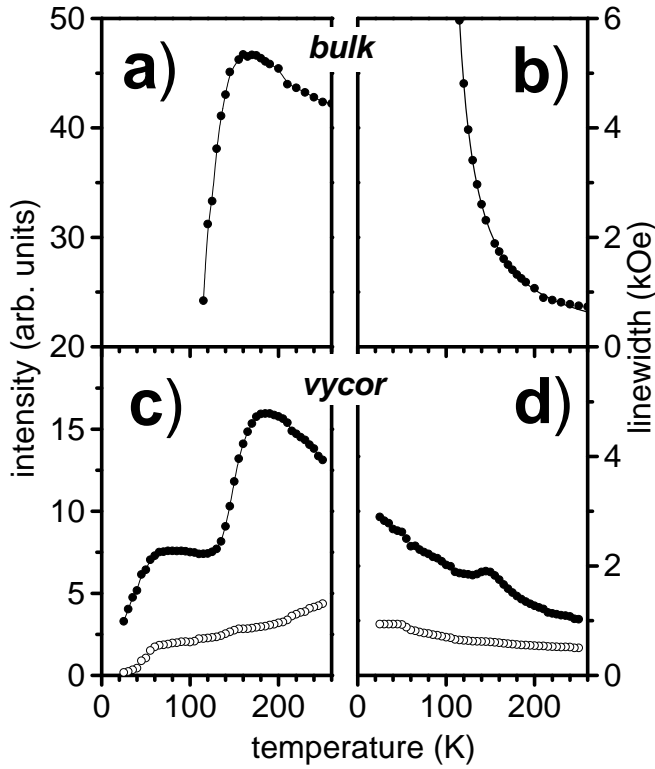 50
40
30
20
intensity (arb. units)
a)
bulk
b)
6
4
2
0
linewidth (kOe)
15
10
5
0
c)
vycor
d)
4
2
0
0 100 200
0 100 200
temperature (K)